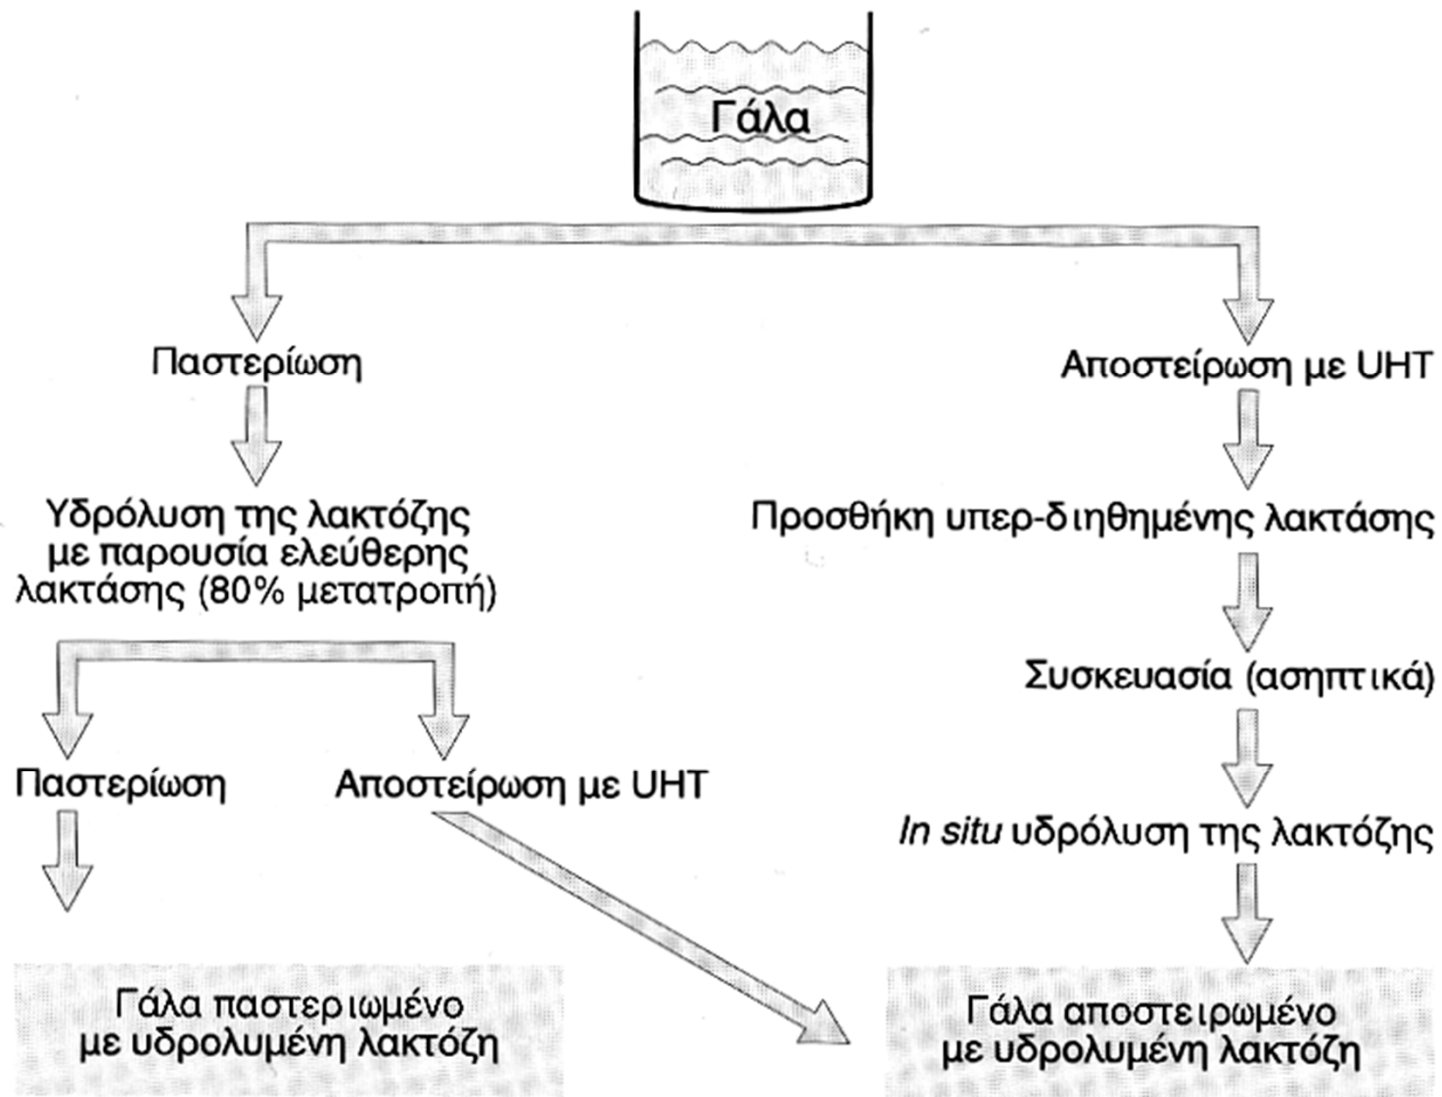 Γάλα
Παστερίωση
Αποστείρωση με UHT
Υδρόλυση της λακτόζης
με παρουσία ελεύθερης
λακτάσης (80% μετατροπή)
Προσθήκη υπερ-διηθημένης λακτάσης
Συσκευασία (ασηπτικά)
Παστερίωση
Αποστείρωση με UHT
In situ υδρόλυση της λακτόζης
Γάλα παστεριωμένο
με υδρολυμένη λακτόζη
Γάλα αποστειρωμένο
με υδρολυμένη λακτόζη